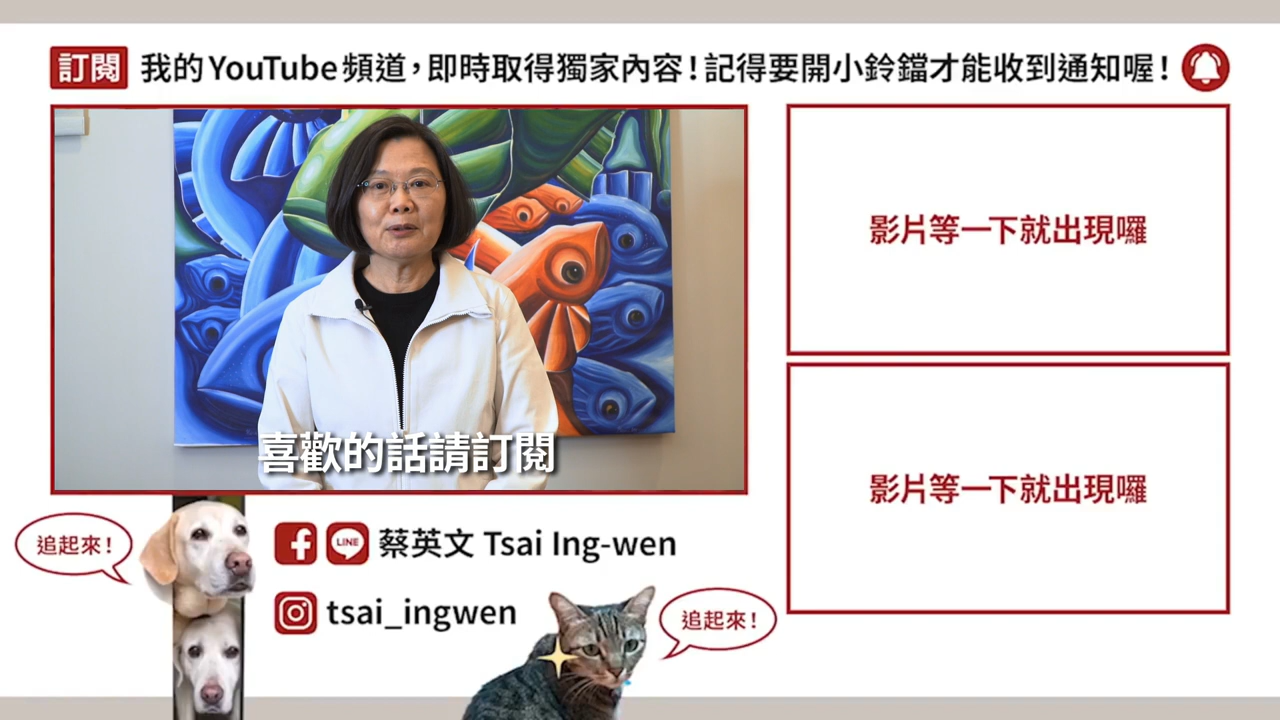 訂閱 我的YouTube頻道，即時取得獨家內容！記得要開小鈴鐺才能收到通知喔！
喜歡的話請訂閱
影片等一下就出現囉
影片等一下就出現囉
追起來！
LINE 蔡英文 Tsai Ing-wen
tsai_ingwen
追起來！